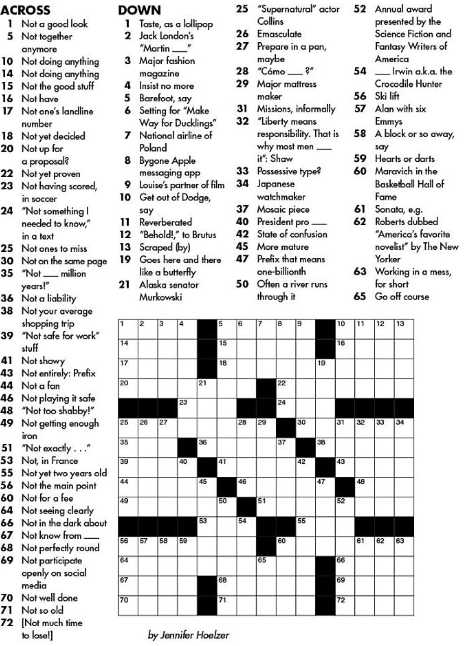 ACROSS
1 Not a good look
5 Not together
anymore
10 Not doing anything
14 Not doing anything
15 Not the good stuff
16 Not have
17 Not one's landline
number
18 Not yet decided
20 Not up for
a proposal?
22 Not yet proven
23 Not having scored,
in soccer
24 "Not something I
needed to know,"
in a text
25 Not ones to miss
30 Not on the same page
35 "Not ___ million
years!"
36 Not a liability
38 Not your average
shopping trip
39 "Not safe for work"
stuff
41 Not showy
43 Not entirely: Prefix
44 Not a fan
46 Not playing it safe
48 "Not too shabby!"
49 Not getting enough
iron
51 "Not exactly . . ."
53 Not, in France
55 Not yet two years old
56 Not the main point
60 Not for a fee
64 Not seeing clearly
66 Not in the dark about
67 Not know from ___
68 Not perfectly round
69 Not participate
openly on social
media
70 Not well done
71 Not so old
72 [Not much time
to lose!]
DOWN
1 Taste, as a lollipop
2 Jack London's
"Martin ___"
3 Major fashion
magazine
4 Insist no more
5 Barefoot, say
6 Setting for "Make
Way for Ducklings"
7 National airline of
Poland
8 Bygone Apple
messaging app
9 Louise's partner of film
10 Get out of Dodge,
say
11 Reverberated
12 "Behold!," to Brutus
13 Scraped (by)
19 Goes here and there
like a butterfly
21 Alaska senator
Murkowski
25 "Supernatural" actor
Collins
26 Emasculate
27 Prepare in a pan,
maybe
28 "Cómo ___ ?"
29 Major mattress
maker
31 Missions, informally
32 "Liberty means
responsibility. That is
why most men ___
it": Shaw
33 Possessive type?
34 Japanese
watchmaker
37 Mosaic piece
40 President pro ___
42 State of confusion
45 More mature
47 Prefix that means
one-billionth
50 Often a river runs
through it
52 Annual award
presented by the
Science Fiction and
Fantasy Writers of
America
54 ___ Irwin a.k.a. the
Crocodile Hunter
56 Ski lift
57 Alan with six
Emmys
58 A block or so away,
say
59 Hearts or darts
60 Maravich in the
Basketball Hall of
Fame
61 Sonata, e.g.
62 Roberts dubbed
"America's favorite
novelist" by The New
Yorker
63 Working in a mess,
for short
65 Go off course
1 2 3 4 5 6 7 8 9 10 11 12 13
14 15 16
17 18 19
20 21 22
23 24
25 26 27 28 29 30 31 32 33 34
35 36 37 38
39 40 41 42 43
44 45 46 47 48
49 50 51 52
53 54 55
56 57 58 59 60 61 62 63
64 65 66
67 68 69
70 71 72
by Jennifer Hoelzer